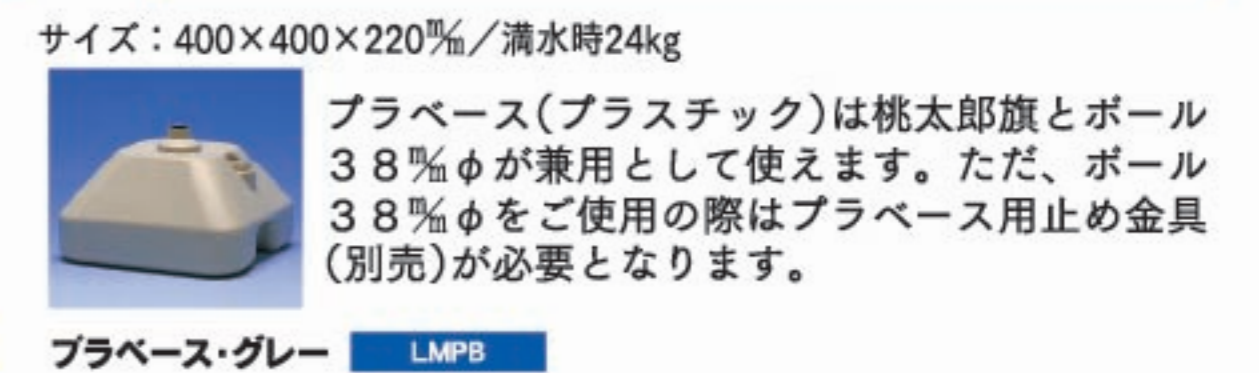 サイズ：400×400×220㎜／満水時24kg
プラベース(プラスチック)は桃太郎旗とポール
３８㎜φが兼用として使えます。ただ、ポール
３８㎜φをご使用の際はプラベース用止め金具
(別売)が必要となります。
プラベース・グレー LMPB